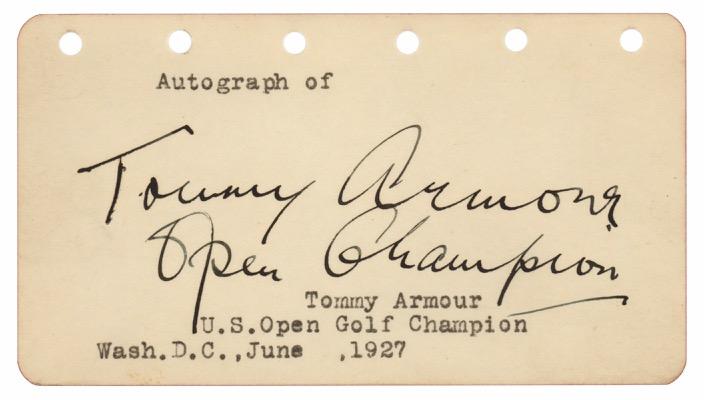 Autograph of
Tommy Armour
Open Champion
Tommy Armour
U.S.Open Golf Champion
Wash.D.C.,June   ,1927